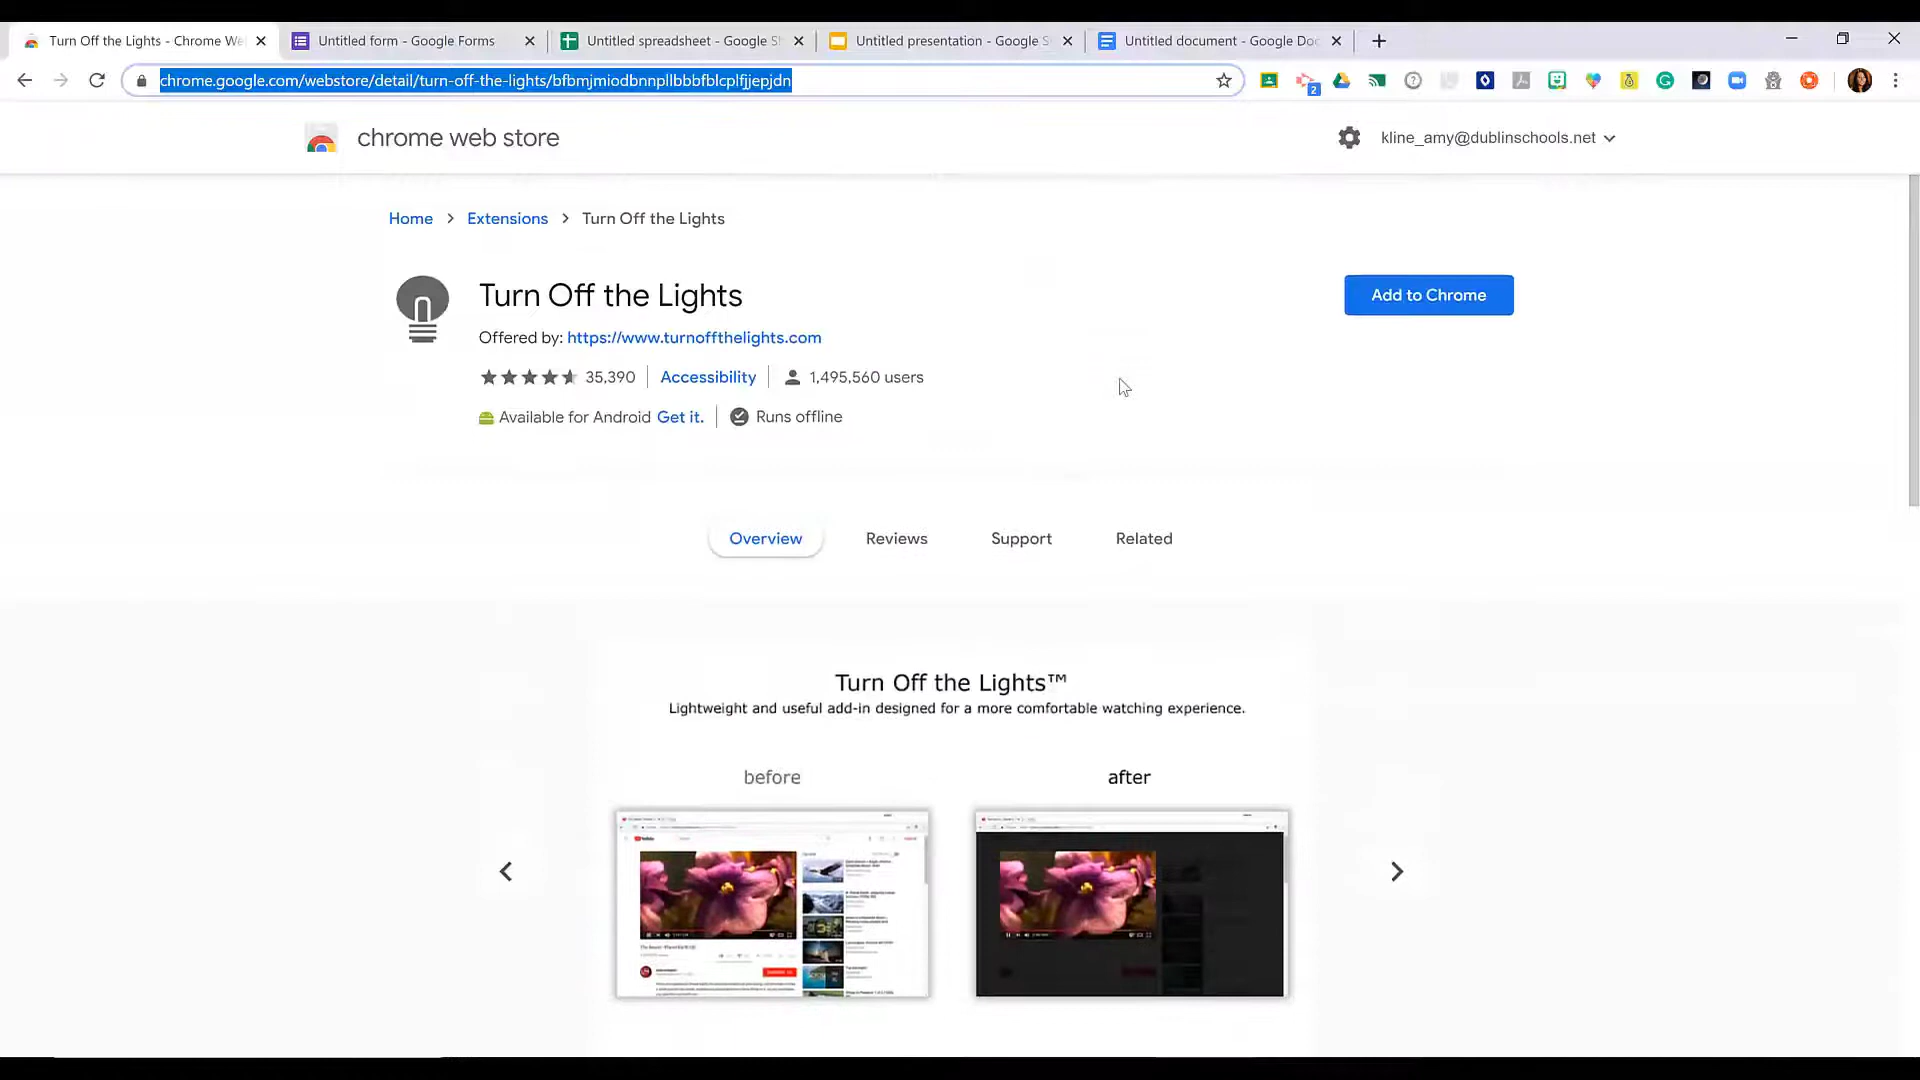 Turn Off the Lights - Chrome We
Untitled form - Google Forms
Untitled spreadsheet - Google S
Untitled presentation - Google S
Untitled document - Google Doc
chrome.google.com/webstore/detail/turn-off-the-lights/bfbmjmiodbnnpllbbbfblcplfjjepjdn
2
chrome web store
kline_amy@dublinschools.net
Home > Extensions > Turn Off the Lights
Turn Off the Lights
Add to Chrome
Offered by: https://www.turnoffthelights.com
35,390 Accessibility 1,495,560 users
Available for Android Get it. Runs offline
Overview
Reviews
Support
Related
Turn Off the Lights™
Lightweight and useful add-in designed for a more comfortable watching experience.
before
after